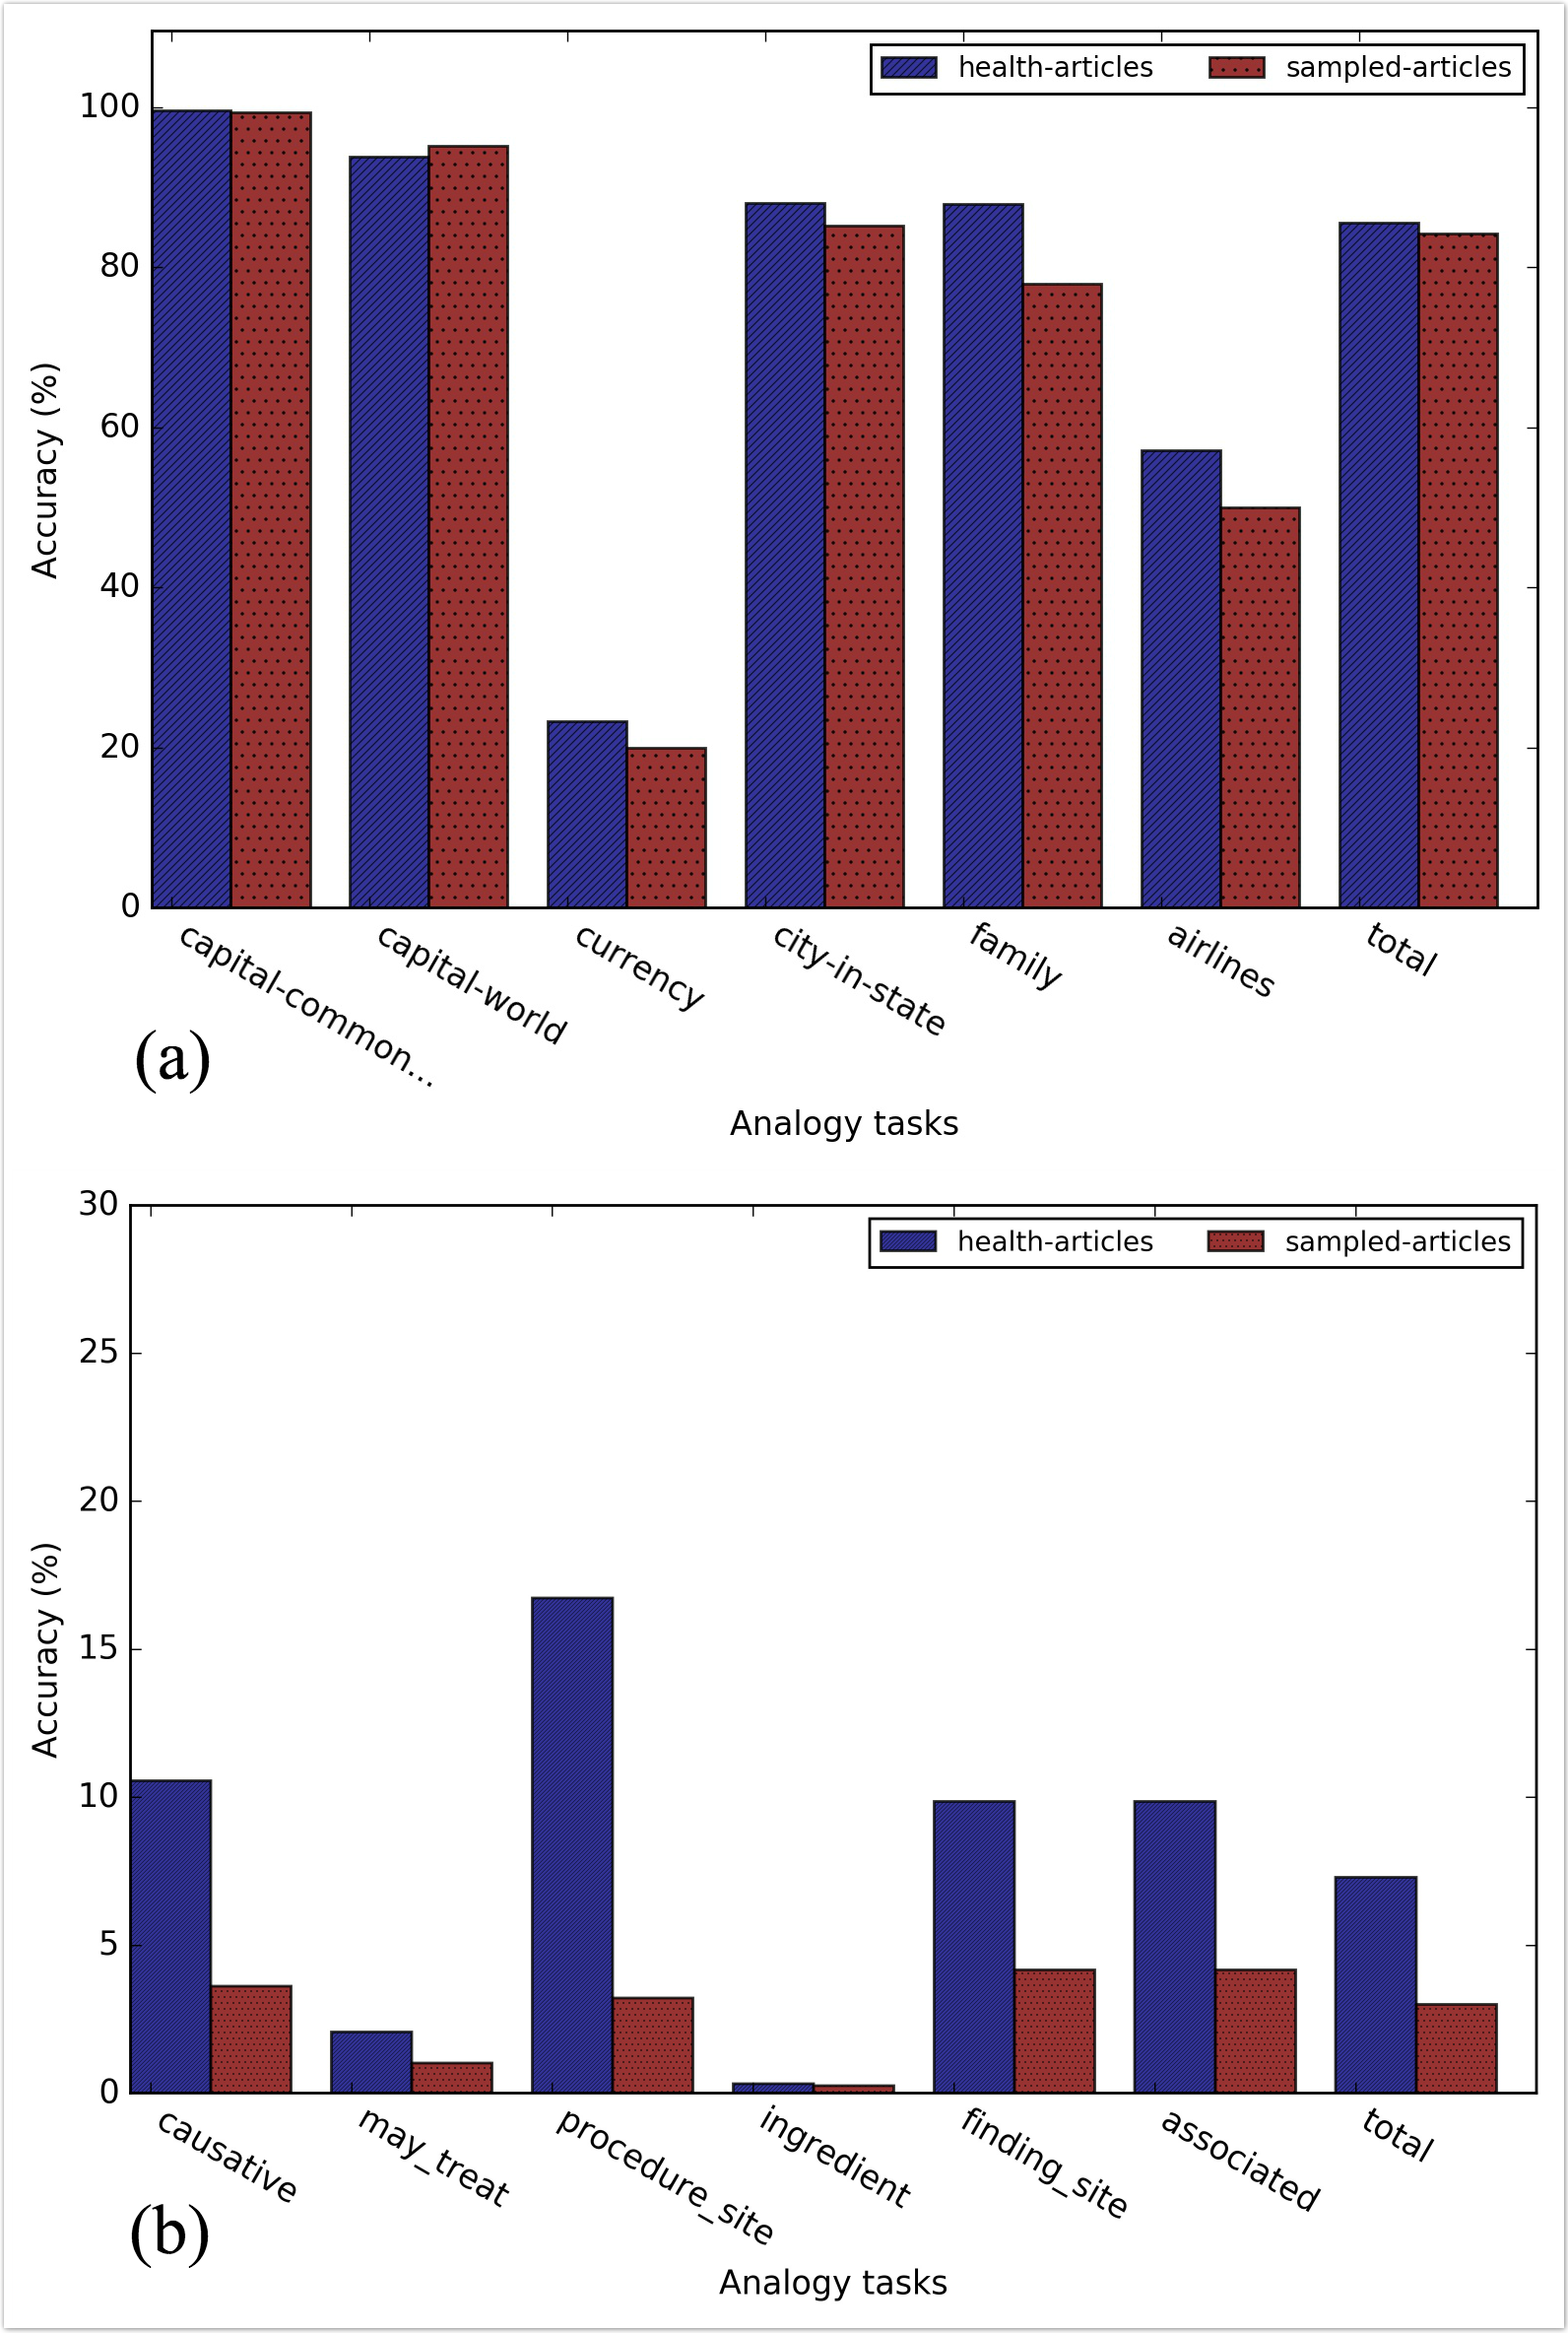 health-articles sampled-articles
100
80
60
40
20
0
Accuracy (%)
capital-common...
capital-world
currency
city-in-state
family
airlines
total
(a)
Analogy tasks
health-articles sampled-articles
30
25
20
15
10
5
0
Accuracy (%)
causative
may_treat
procedure_site
ingredient
finding_site
associated
total
(b)
Analogy tasks